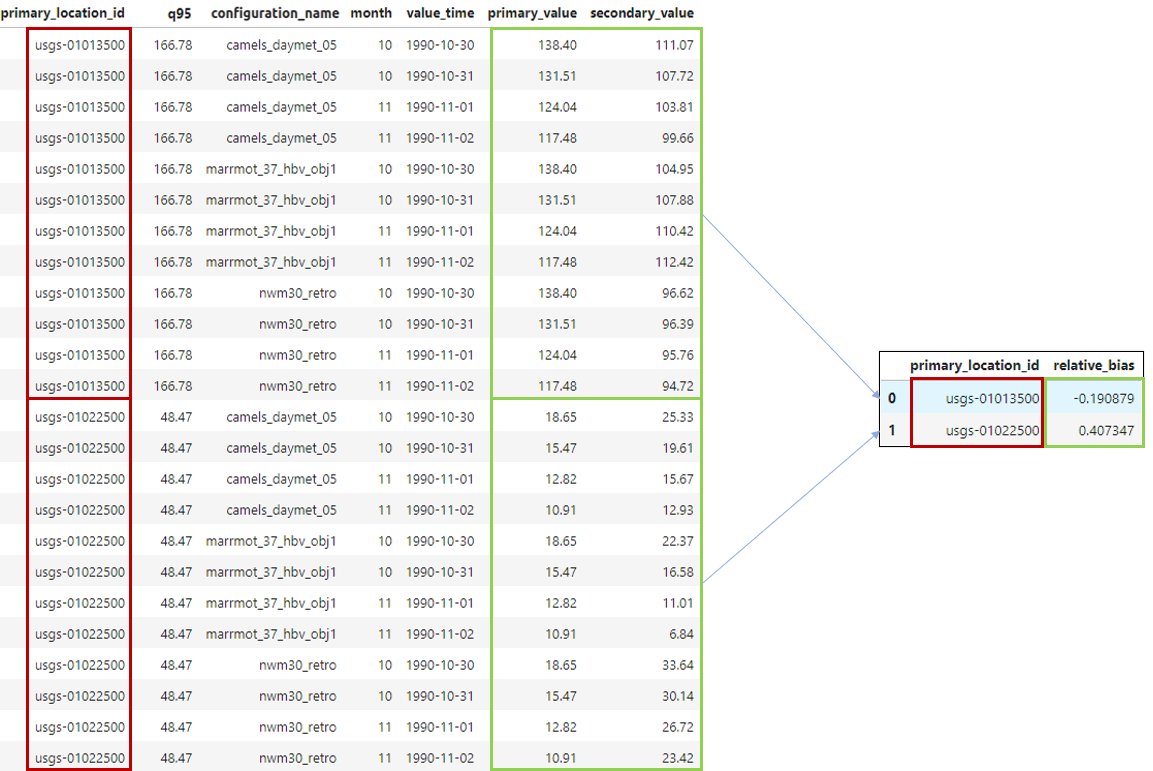 primary_location_id q95 configuration_name month value_time primary_value secondary_value
usgs-01013500 166.78 camels_daymet_05 10 1990-10-30 138.40 111.07
usgs-01013500 166.78 camels_daymet_05 10 1990-10-31 131.51 107.72
usgs-01013500 166.78 camels_daymet_05 11 1990-11-01 124.04 103.81
usgs-01013500 166.78 camels_daymet_05 11 1990-11-02 117.48 99.66
usgs-01013500 166.78 marrmot_37_hbv_obj1 10 1990-10-30 138.40 104.95
usgs-01013500 166.78 marrmot_37_hbv_obj1 10 1990-10-31 131.51 107.88
usgs-01013500 166.78 marrmot_37_hbv_obj1 11 1990-11-01 124.04 110.42
usgs-01013500 166.78 marrmot_37_hbv_obj1 11 1990-11-02 117.48 112.42
usgs-01013500 166.78 nwm30_retro 10 1990-10-30 138.40 96.62
usgs-01013500 166.78 nwm30_retro 10 1990-10-31 131.51 96.39
usgs-01013500 166.78 nwm30_retro 11 1990-11-01 124.04 95.76
usgs-01013500 166.78 nwm30_retro 11 1990-11-02 117.48 94.72
usgs-01022500 48.47 camels_daymet_05 10 1990-10-30 18.65 25.33
usgs-01022500 48.47 camels_daymet_05 10 1990-10-31 15.47 19.61
usgs-01022500 48.47 camels_daymet_05 11 1990-11-01 12.82 15.67
usgs-01022500 48.47 camels_daymet_05 11 1990-11-02 10.91 12.93
usgs-01022500 48.47 marrmot_37_hbv_obj1 10 1990-10-30 18.65 22.37
usgs-01022500 48.47 marrmot_37_hbv_obj1 10 1990-10-31 15.47 16.58
usgs-01022500 48.47 marrmot_37_hbv_obj1 11 1990-11-01 12.82 11.01
usgs-01022500 48.47 marrmot_37_hbv_obj1 11 1990-11-02 10.91 6.84
usgs-01022500 48.47 nwm30_retro 10 1990-10-30 18.65 33.64
usgs-01022500 48.47 nwm30_retro 10 1990-10-31 15.47 30.14
usgs-01022500 48.47 nwm30_retro 11 1990-11-01 12.82 26.72
usgs-01022500 48.47 nwm30_retro 11 1990-11-02 10.91 23.42
primary_location_id relative_bias
0 usgs-01013500 -0.190879
1 usgs-01022500 0.407347